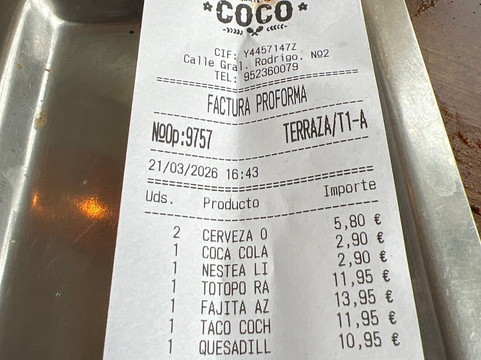 COCO
CIF: Y4457147Z
Calle Gral. Rodrigo, Nº2
TEL: 952360079
FACTURA PROFORMA
NºOp:9757 TERRAZA/T1-A
21/03/2026 16:43
Uds. Producto Importe
2 CERVEZA O 5,80 €
1 COCA COLA 2,90 €
1 NESTEA LI 2,90 €
1 TOTOPO RA 11,95 €
1 FAJITA AZ 13,95 €
1 TACO COCH 11,95 €
1 QUESADILL 10,95 €